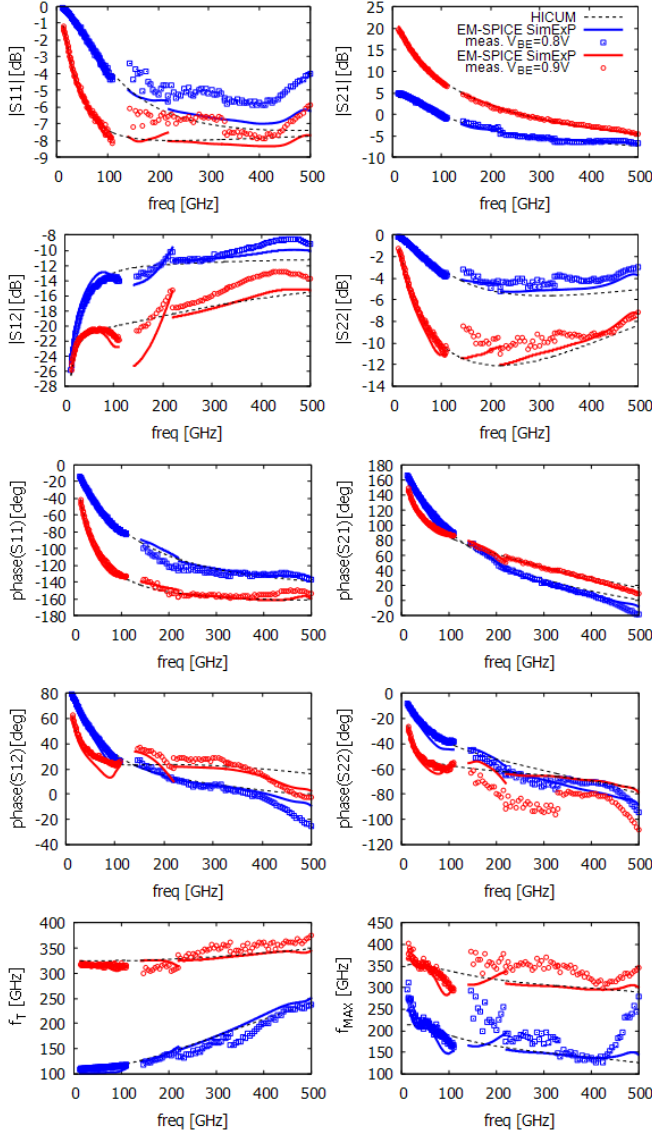 |S11| [dB]
0
-1
-2
-3
-4
-5
-6
-7
-8
-9
0 100 200 300 400 500
freq [GHz]
|S21| [dB]
25
20
15
10
5
0
-5
-10
HICUM
EM-SPICE SimExP
meas. V_BE=0.8V
EM-SPICE SimExP
meas. V_BE=0.9V
0 100 200 300 400 500
freq [GHz]
|S12| [dB]
-8
-10
-12
-14
-16
-18
-20
-22
-24
-26
-28
0 100 200 300 400 500
freq [GHz]
|S22| [dB]
0
-2
-4
-6
-8
-10
-12
-14
0 100 200 300 400 500
freq [GHz]
phase(S11)[deg]
0
-20
-40
-60
-80
-100
-120
-140
-160
-180
0 100 200 300 400 500
freq [GHz]
phase(S21)[deg]
180
160
140
120
100
80
60
40
20
0
-20
0 100 200 300 400 500
freq [GHz]
phase(S12)[deg]
80
60
40
20
0
-20
-40
0 100 200 300 400 500
freq [GHz]
phase(S22)[deg]
0
-20
-40
-60
-80
-100
-120
0 100 200 300 400 500
freq [GHz]
f_T [GHz]
400
350
300
250
200
150
100
0 100 200 300 400 500
freq [GHz]
f_MAX [GHz]
450
400
350
300
250
200
150
100
0 100 200 300 400 500
freq [GHz]